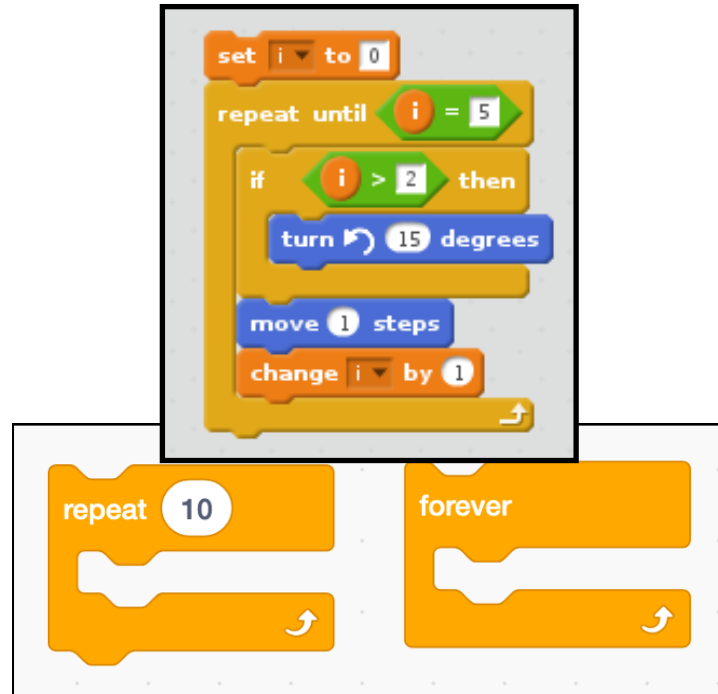 set i to 0
repeat until i = 5
if i > 2 then
turn 15 degrees
move 1 steps
change i by 1
repeat 10
forever